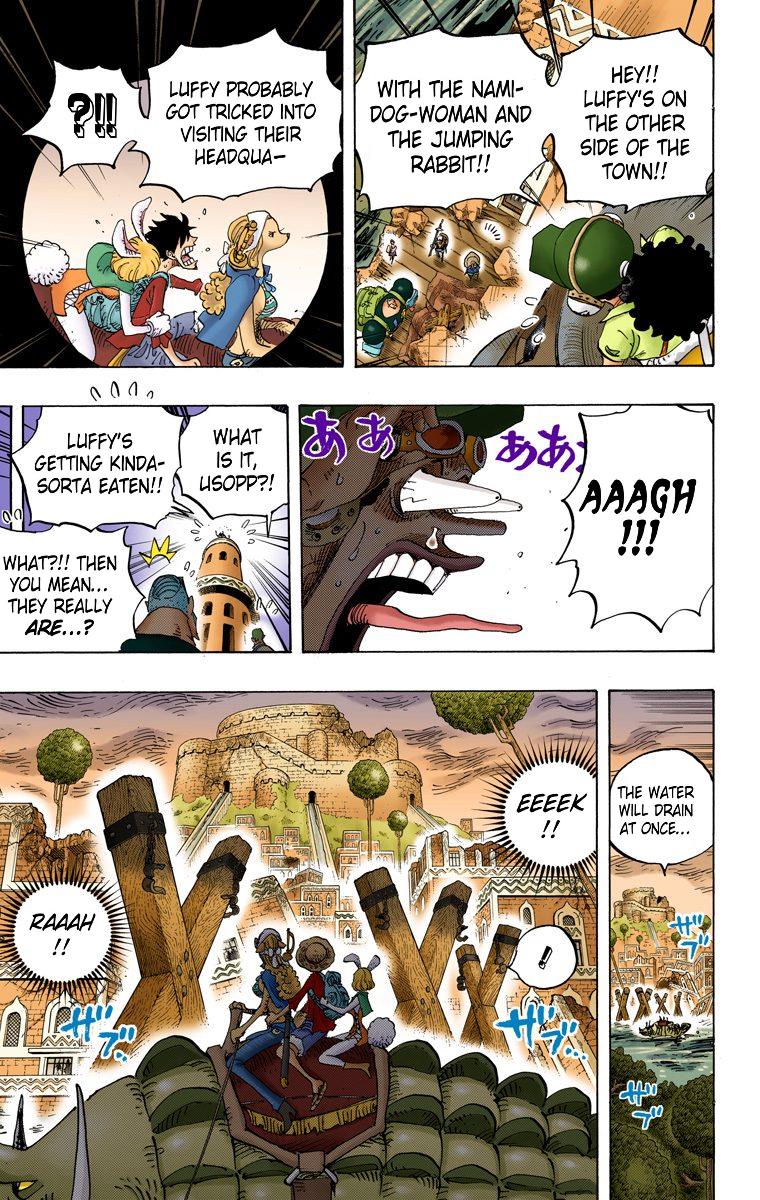 HEY!!
LUFFY'S ON
THE OTHER
SIDE OF THE
TOWN!!
WITH THE NAMI-
DOG-WOMAN AND
THE JUMPING
RABBIT!!
LUFFY PROBABLY
GOT TRICKED INTO
VISITING THEIR
HEADQUA-
?!!
AAAGH
!!!
ああ
ああ
WHAT
IS IT,
USOPP?!
LUFFY'S
GETTING KINDA-
SORTA EATEN!!
WHAT?!! THEN
YOU MEAN...
THEY REALLY
ARE...?
THE WATER
WILL DRAIN
AT ONCE...
ザブ...
ザブ...
EEEEK
!!
!
RAAAH
!!
ザブ...
ザブ...